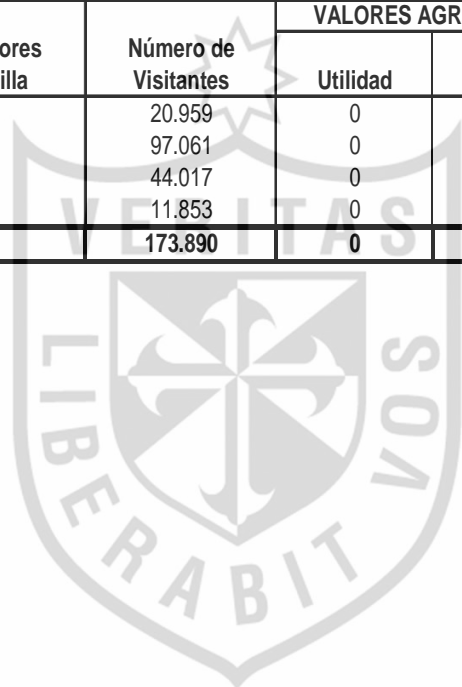 VALORES AGR
ores Número de
illa Visitantes Utilidad
20.959 0
97.061 0
44.017 0
11.853 0
173.890 0
VERITAS
LIBERABIT VOS